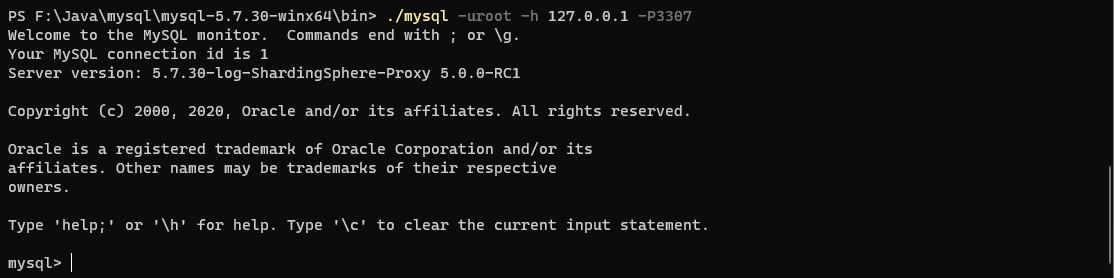 PS F:\Java\mysql\mysql-5.7.30-winx64\bin> ./mysql -uroot -h 127.0.0.1 -P3307
Welcome to the MySQL monitor.  Commands end with ; or \g.
Your MySQL connection id is 1
Server version: 5.7.30-log-ShardingSphere-Proxy 5.0.0-RC1
Copyright (c) 2000, 2020, Oracle and/or its affiliates. All rights reserved.
Oracle is a registered trademark of Oracle Corporation and/or its
affiliates. Other names may be trademarks of their respective
owners.
Type 'help;' or '\h' for help. Type '\c' to clear the current input statement.
mysql>